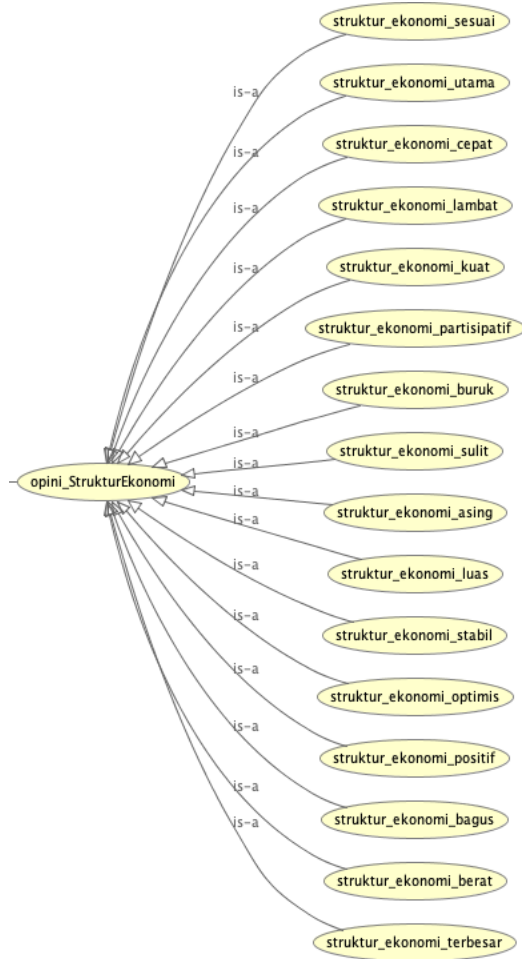 struktur_ekonomi_sesuai
is-a
struktur_ekonomi_utama
is-a
struktur_ekonomi_cepat
is-a
struktur_ekonomi_lambat
is-a
struktur_ekonomi_kuat
is-a
struktur_ekonomi_partisipatif
is-a
struktur_ekonomi_buruk
is-a
struktur_ekonomi_sulit
is-a
opini_StrukturEkonomi
is-a
struktur_ekonomi_asing
is-a
struktur_ekonomi_luas
is-a
struktur_ekonomi_stabil
is-a
struktur_ekonomi_optimis
is-a
struktur_ekonomi_positif
is-a
struktur_ekonomi_bagus
is-a
struktur_ekonomi_berat
is-a
struktur_ekonomi_terbesar